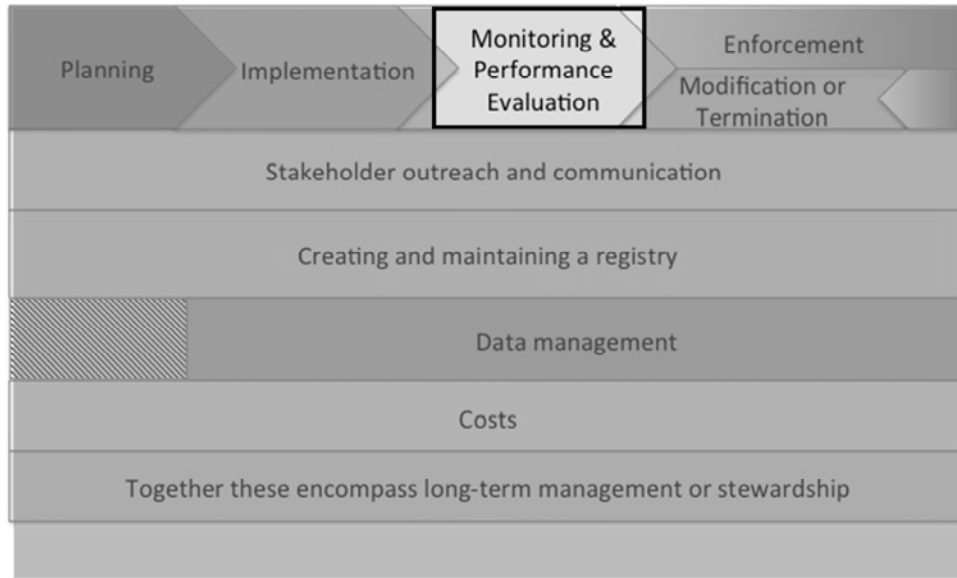 Planning
Implementation
Monitoring &
Performance
Evaluation
Enforcement
Modification or
Termination
Stakeholder outreach and communication
Creating and maintaining a registry
Data management
Costs
Together these encompass long-term management or stewardship